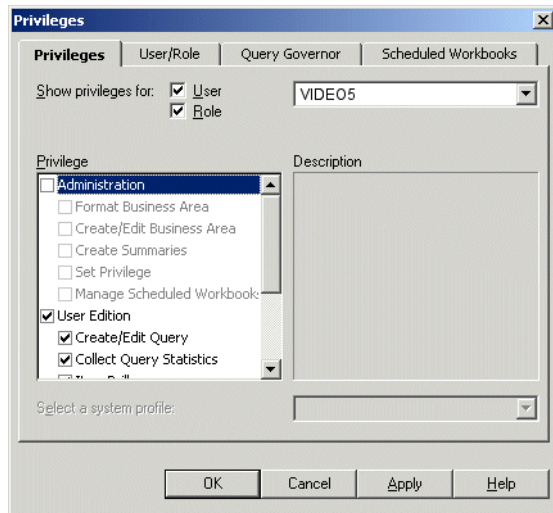 Privileges
Privileges User/Role Query Governor Scheduled Workbooks
Show privileges for: User VIDEO5
Role
Privilege Description
Administration
Format Business Area
Create/Edit Business Area
Create Summaries
Set Privilege
Manage Scheduled Workbook
User Edition
Create/Edit Query
Collect Query Statistics
Select a system profile:
OK Cancel Apply Help